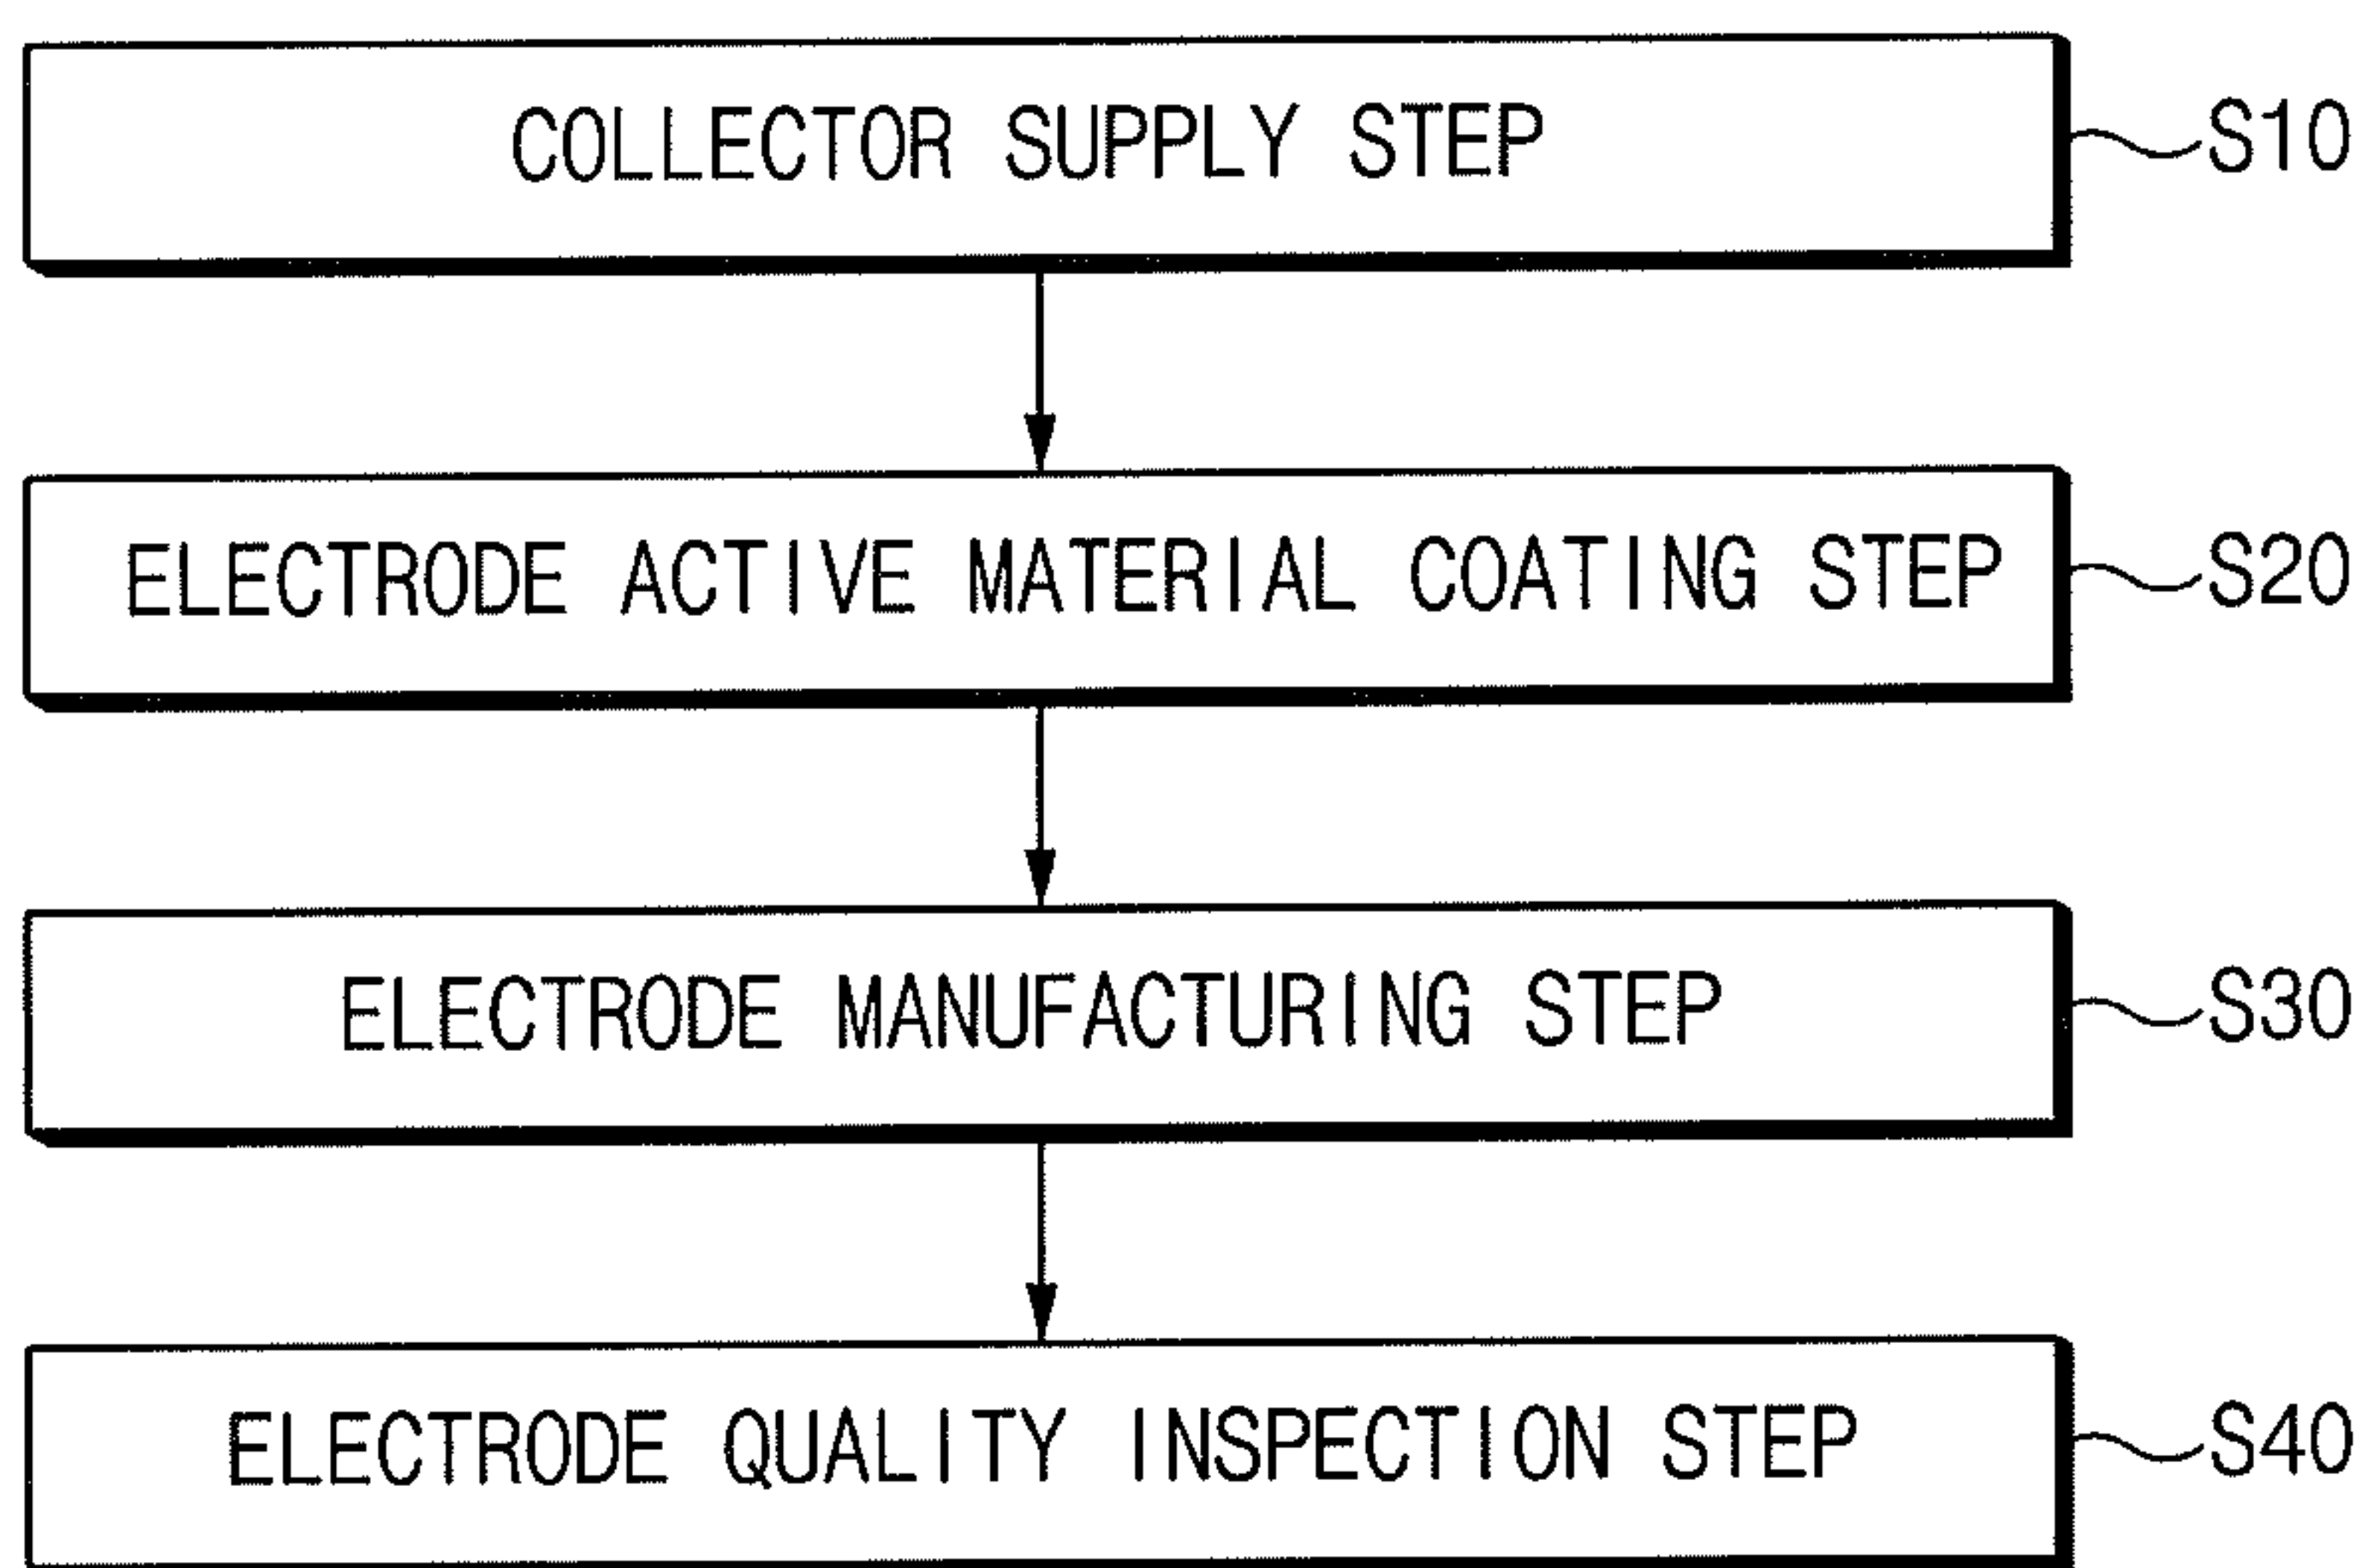 COLLECTOR SUPPLY STEP S10
ELECTRODE ACTIVE MATERIAL COATING STEP S20
ELECTRODE MANUFACTURING STEP S30
ELECTRODE QUALITY INSPECTION STEP S40